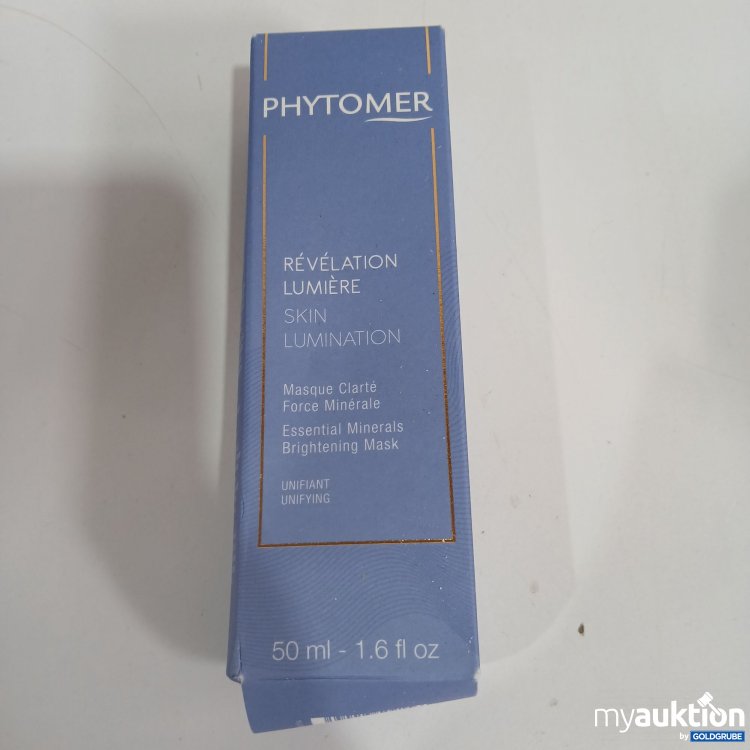 PHYTOMER
RÉVÉLATION
LUMIÈRE
SKIN
LUMINATION
Masque Clarté
Force Minérale
Essential Minerals
Brightening Mask
UNIFIANT
UNIFYING
50 ml - 1.6 fl oz
myauktion
by GOLDGRUBE